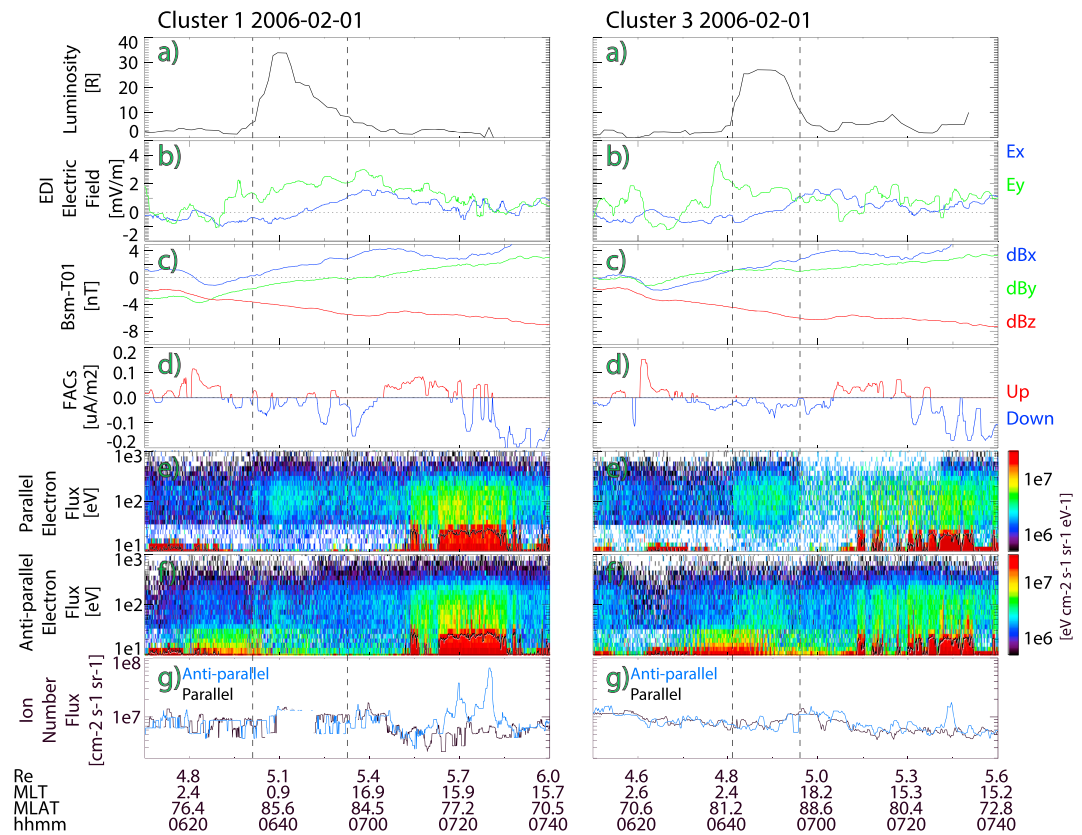 Cluster 1 2006-02-01
Cluster 3 2006-02-01
Luminosity
[R]
40
30
20
10
0
a)
a)
EDI
Electric
Field
[mV/m]
4
2
0
-2
b)
b)
Ex
Ey
Bsm-T01
[nT]
4
0
-4
-8
c)
c)
dBx
dBy
dBz
FACs
[uA/m2]
0.2
0.1
-0.0
-0.1
-0.2
d)
d)
Up
Down
Parallel
Electron
Flux
[eV]
1e3
1e2
1e1
e)
e)
1e7
1e6
Anti-parallel
Electron
Flux
[eV]
1e3
1e2
1e1
f)
f)
1e7
1e6
[eV cm-2 s-1 sr-1 eV-1]
Ion
Number
Flux
[cm-2 s-1 sr-1]
1e8
1e7
g)
Anti-parallel
Parallel
g)
Anti-parallel
Parallel
Re 4.8 5.1 5.4 5.7 6.0 4.6 4.8 5.0 5.3 5.6
MLT 2.4 0.9 16.9 15.9 15.7 2.6 2.4 18.2 15.3 15.2
MLAT 76.4 85.6 84.5 77.2 70.5 70.6 81.2 88.6 80.4 72.8
hhmm 0620 0640 0700 0720 0740 0620 0640 0700 0720 0740